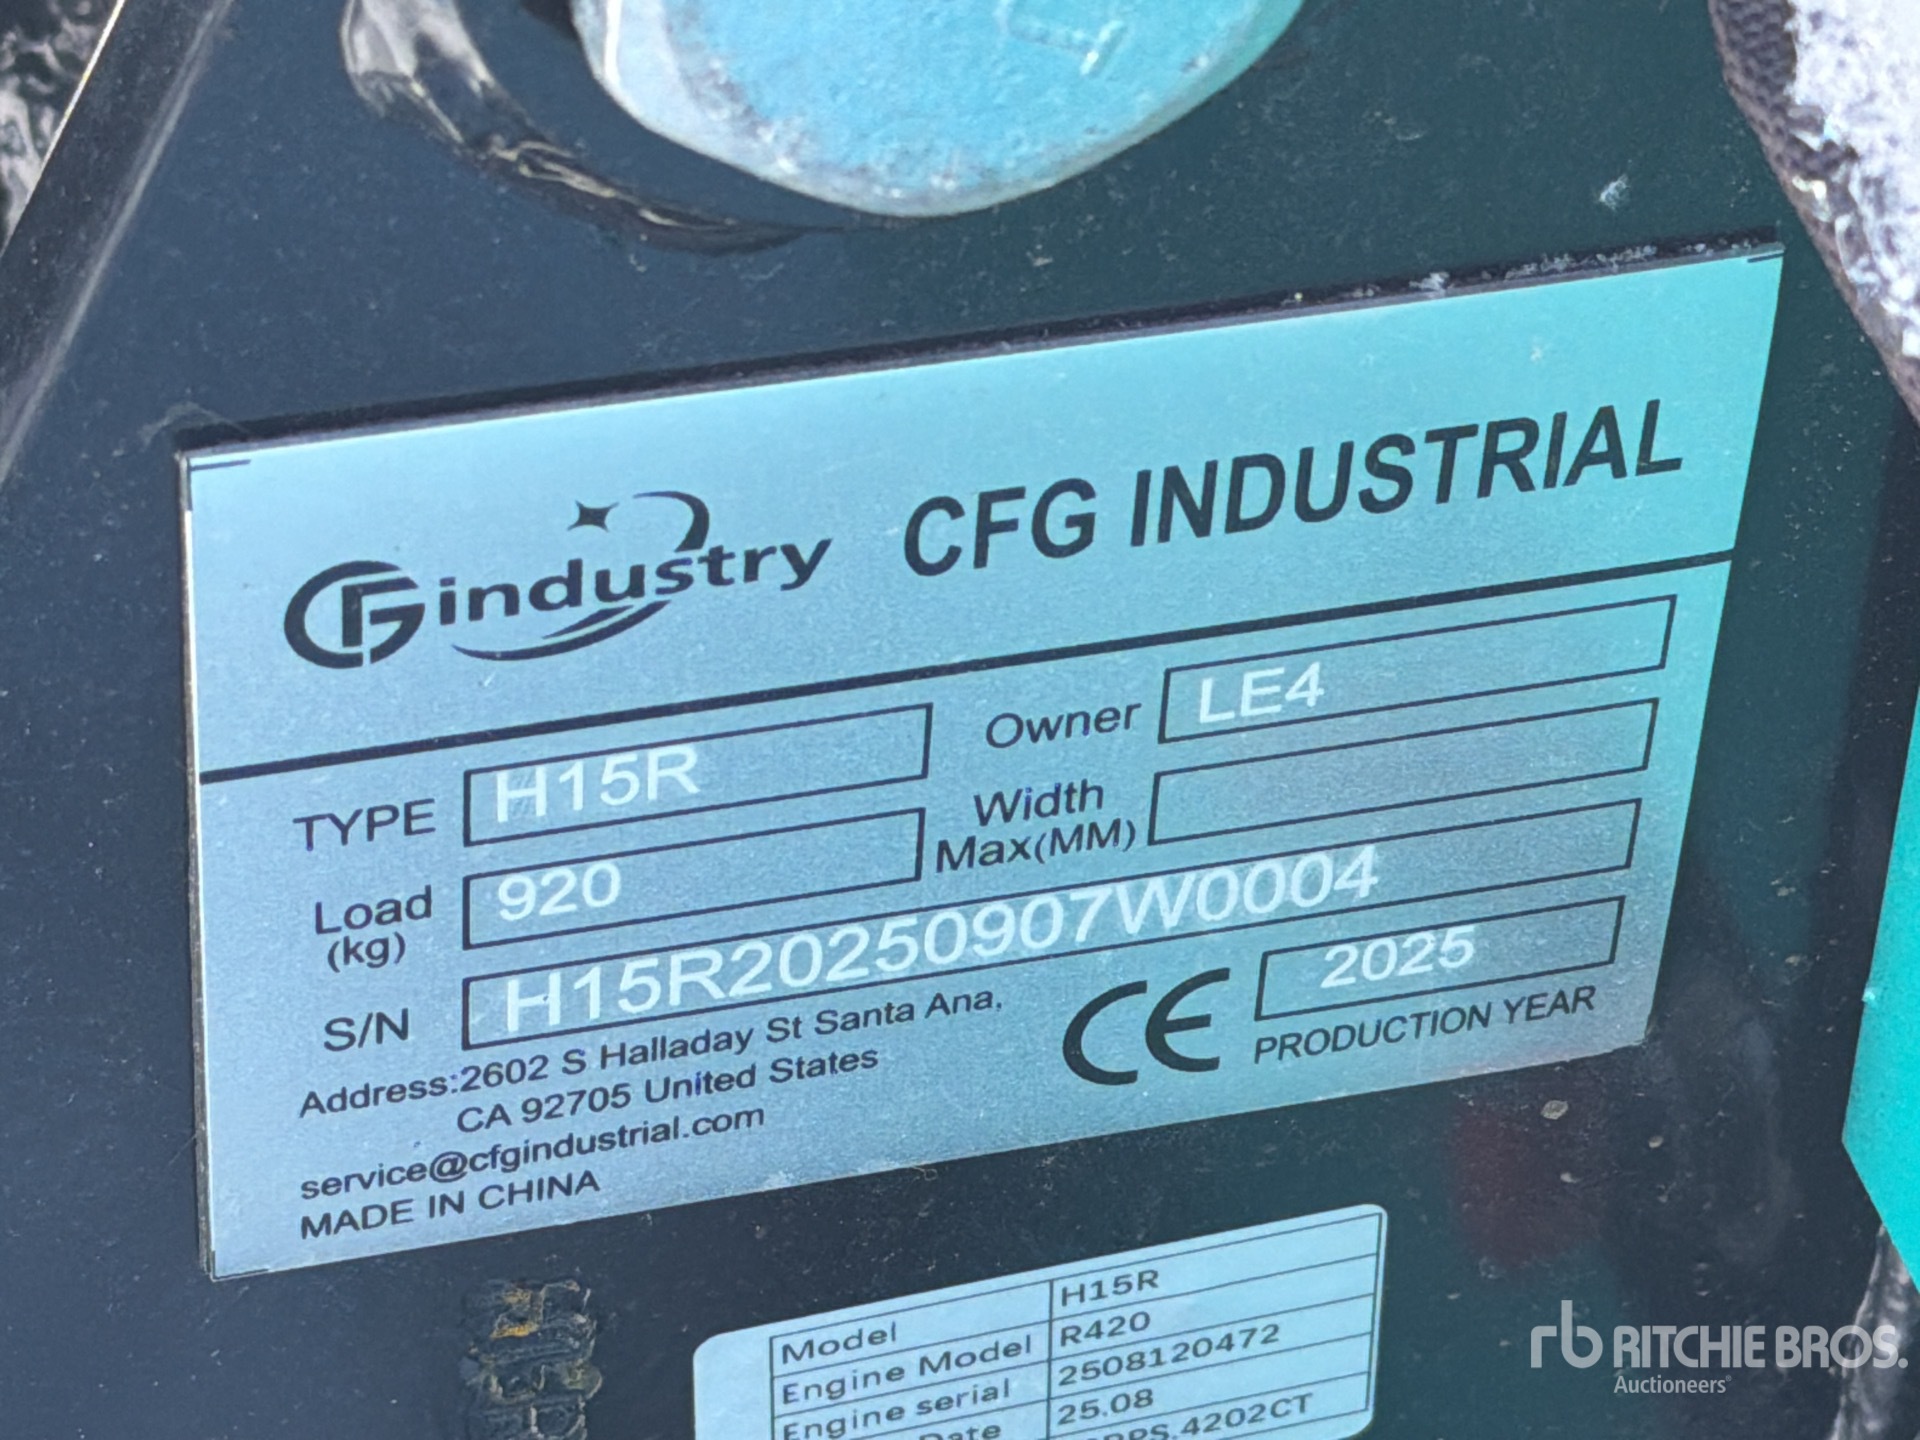 CFG industry CFG INDUSTRIAL
TYPE H15R Owner LE4
Load (kg) 920 Width Max(MM)
S/N H15R20250907W0004
Address:2602 S Halladay St Santa Ana,
CA 92705 United States
service@cfgindustrial.com
MADE IN CHINA
CE 2025
PRODUCTION YEAR
Model H15R
Engine Model R420
Engine serial 2508120472
25.08
rb RITCHIE BROS.
Auctioneers